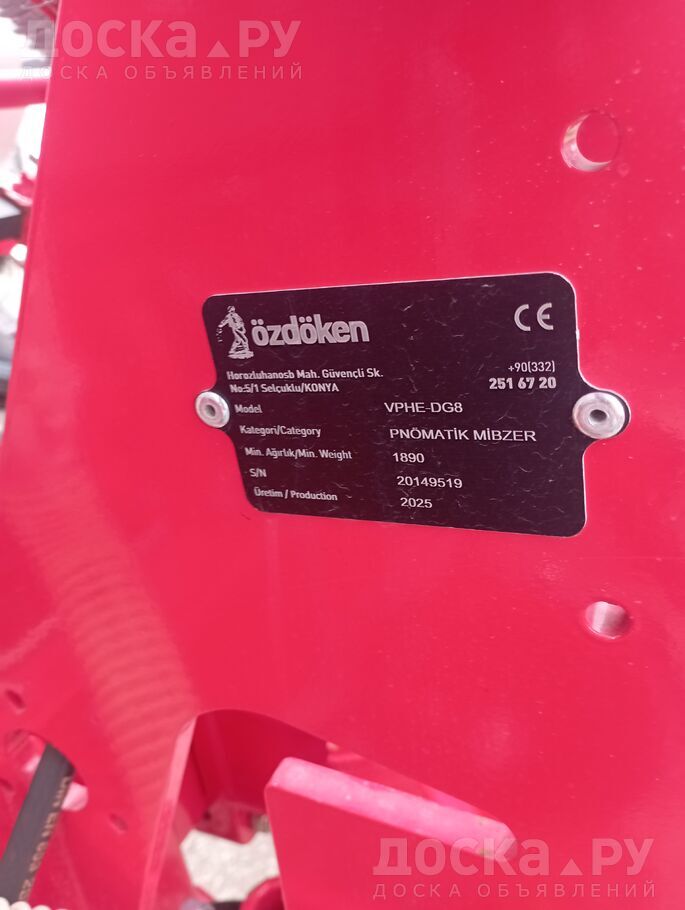 ДОСКА.РУ
ДОСКА ОБЪЯВЛЕНИЙ
özdöken
CE
Horozluhanosb Mah. Güvençli Sk.
No:5/1 Selçuklu/KONYA
+90(332)
251 67 20
Model VPHE-DG8
Kategori/Category PNÖMATİK MİBZER
Min. Ağırlık/Min. Weight 1890
S/N 20149519
Üretim / Production 2025
ДОСКА.РУ
ДОСКА ОБЪЯВЛЕНИЙ